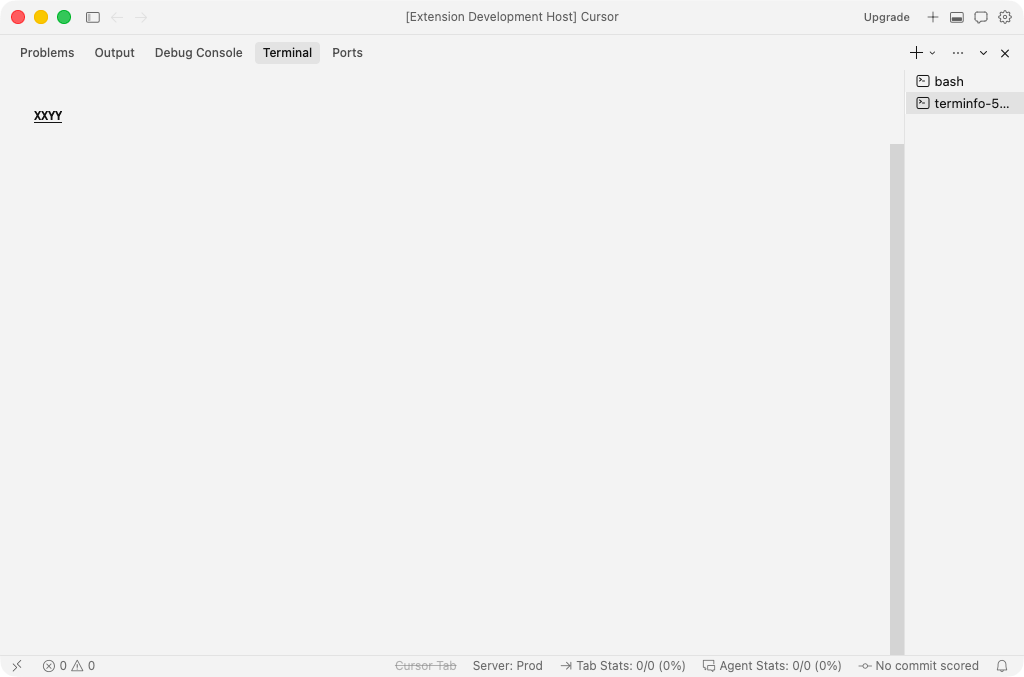 [Extension Development Host] Cursor
Upgrade
Problems Output Debug Console Terminal Ports
bash
terminfo-5...
XXYY
0 0 Cursor Tab Server: Prod Tab Stats: 0/0 (0%) Agent Stats: 0/0 (0%) No commit scored